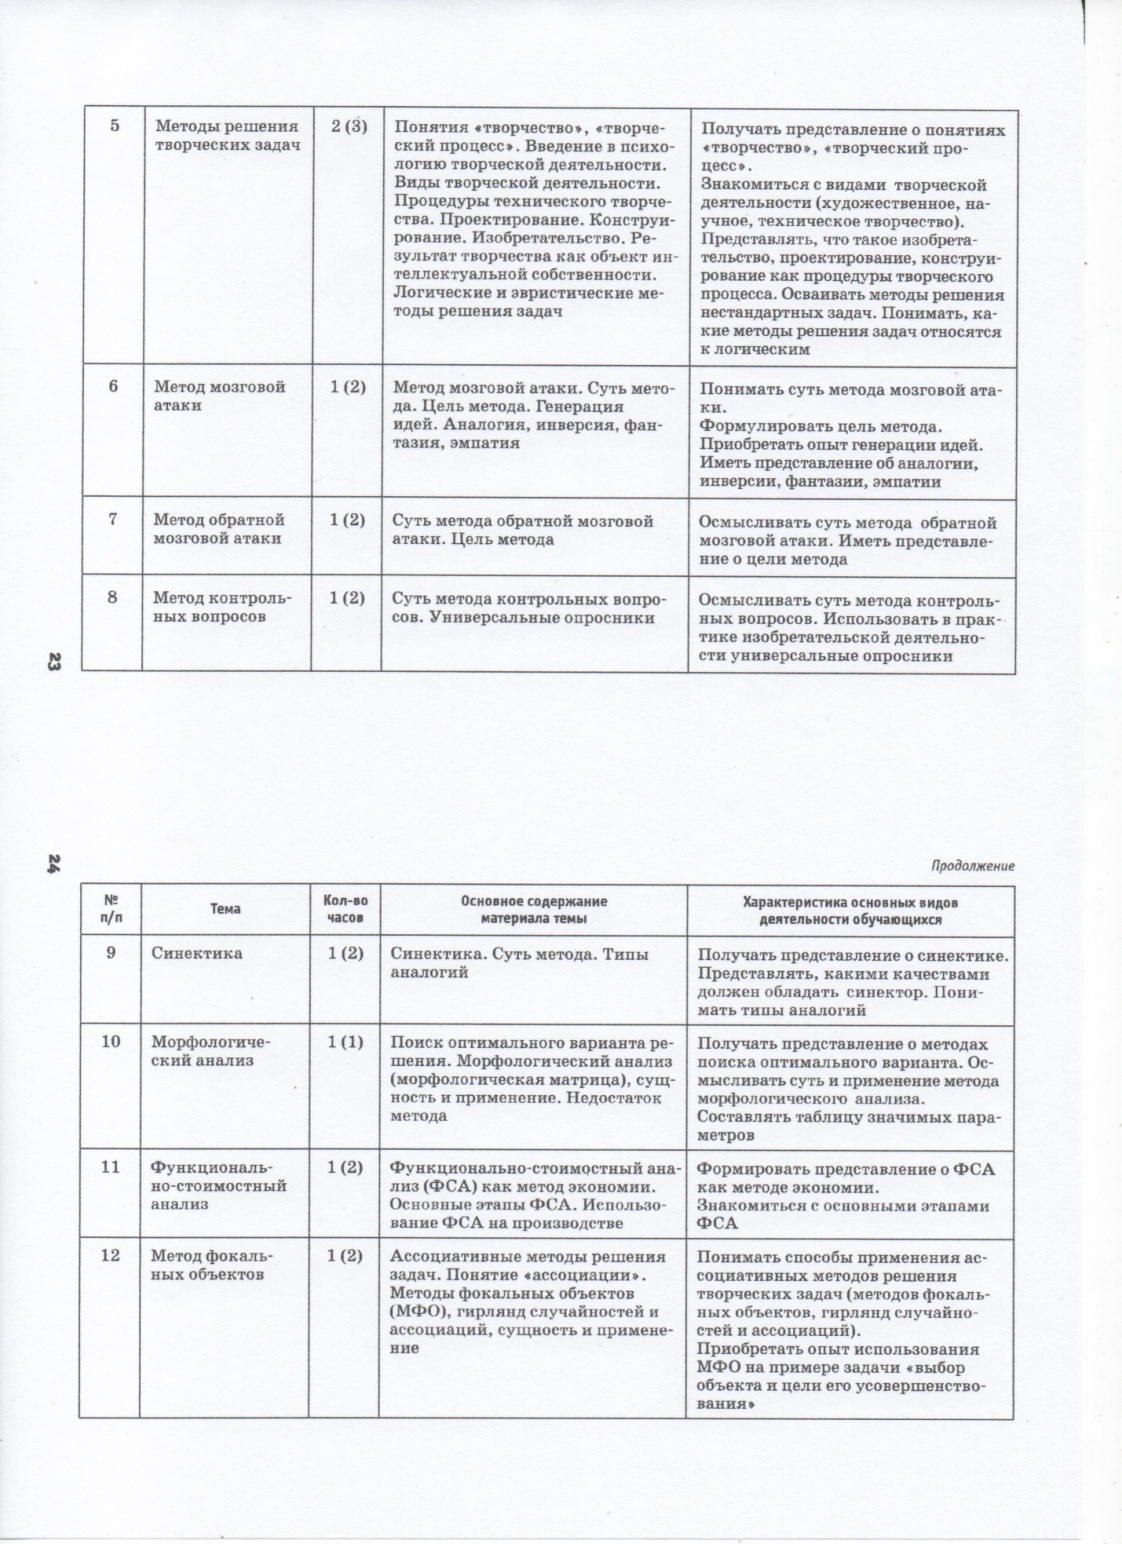 5
Методы решения
творческих задач
2 (3)
Понятия «творчество», «творче-
ский процесс». Введение в психо-
логию творческой деятельности.
Виды творческой деятельности.
Процедуры технического творче-
ства. Проектирование. Конструи-
рование. Изобретательство. Ре-
зультат творчества как объект ин-
теллектуальной собственности.
Логические и эвристические ме-
тоды решения задач
Получать представление о понятиях
«творчество», «творческий про-
цесс».
Знакомиться с видами творческой
деятельности (художественное, на-
учное, техническое творчество).
Представлять, что такое изобрета-
тельство, проектирование, конструи-
рование как процедуры творческого
процесса. Осваивать методы решения
нестандартных задач. Понимать, ка-
кие методы решения задач относятся
к логическим
6
Метод мозговой
атаки
1 (2)
Метод мозговой атаки. Суть мето-
да. Цель метода. Генерация
идей. Аналогия, инверсия, фан-
тазия, эмпатия
Понимать суть метода мозговой ата-
ки.
Формулировать цель метода.
Приобретать опыт генерации идей.
Иметь представление об аналогии,
инверсии, фантазии, эмпатии
7
Метод обратной
мозговой атаки
1 (2)
Суть метода обратной мозговой
атаки. Цель метода
Осмысливать суть метода обратной
мозговой атаки. Иметь представле-
ние о цели метода
8
Метод контроль-
ных вопросов
1 (2)
Суть метода контрольных вопро-
сов. Универсальные опросники
Осмысливать суть метода контроль-
ных вопросов. Использовать в прак-
тике изобретательской деятельно-
сти универсальные опросники
23
24
Продолжение
№
п/п
Тема
Кол-во
часов
Основное содержание
материала темы
Характеристика основных видов
деятельности обучающихся
9
Синектика
1 (2)
Синектика. Суть метода. Типы
аналогий
Получать представление о синектике.
Представлять, какими качествами
должен обладать синектор. Пони-
мать типы аналогий
10
Морфологиче-
ский анализ
1 (1)
Поиск оптимального варианта ре-
шения. Морфологический анализ
(морфологическая матрица), сущ-
ность и применение. Недостаток
метода
Получать представление о методах
поиска оптимального варианта. Ос-
мысливать суть и применение метода
морфологического анализа.
Составлять таблицу значимых пара-
метров
11
Функциональ-
но-стоимостный
анализ
1 (2)
Функционально-стоимостный ана-
лиз (ФСА) как метод экономии.
Основные этапы ФСА. Использо-
вание ФСА на производстве
Формировать представление о ФСА
как методе экономии.
Знакомиться с основными этапами
ФСА
12
Метод фокаль-
ных объектов
1 (2)
Ассоциативные методы решения
задач. Понятие «ассоциации».
Методы фокальных объектов
(МФО), гирлянд случайностей и
ассоциаций, сущность и примене-
ние
Понимать способы применения ас-
социативных методов решения
творческих задач (методов фокаль-
ных объектов, гирлянд случайно-
стей и ассоциаций).
Приобретать опыт использования
МФО на примере задачи «выбор
объекта и цели его усовершенство-
вания»